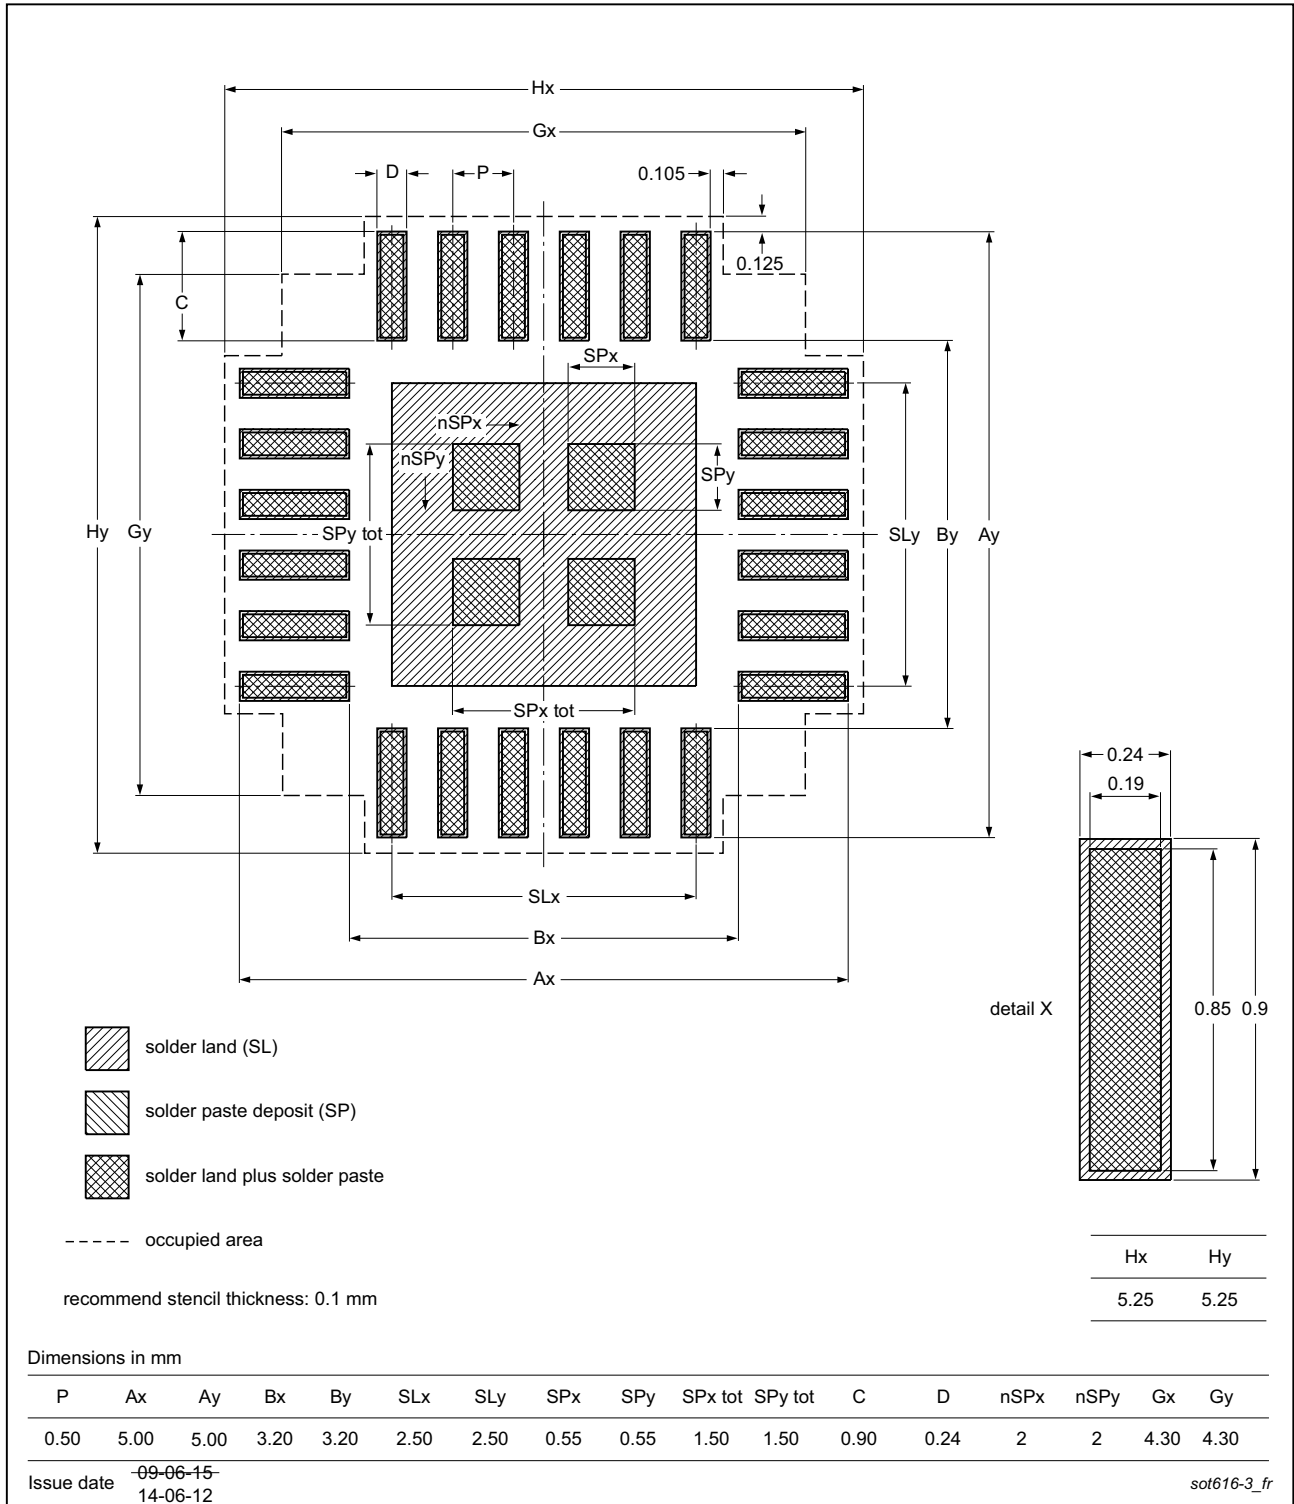 Hx
Gx
D
P
0.105
0.125
C
SPx
nSPx
nSPy
SPy
Hy
Gy
SPy tot
SLy
By
Ay
SPx tot
SLx
Bx
Ax
0.24
0.19
detail X
0.85
0.9
solder land (SL)
solder paste deposit (SP)
solder land plus solder paste
occupied area
recommend stencil thickness: 0.1 mm
Hx Hy
5.25 5.25
Dimensions in mm
P Ax Ay Bx By SLx SLy SPx SPy SPx tot SPy tot C D nSPx nSPy Gx Gy
0.50 5.00 5.00 3.20 3.20 2.50 2.50 0.55 0.55 1.50 1.50 0.90 0.24 2 2 4.30 4.30
Issue date
09-06-15
14-06-12
sot616-3_fr